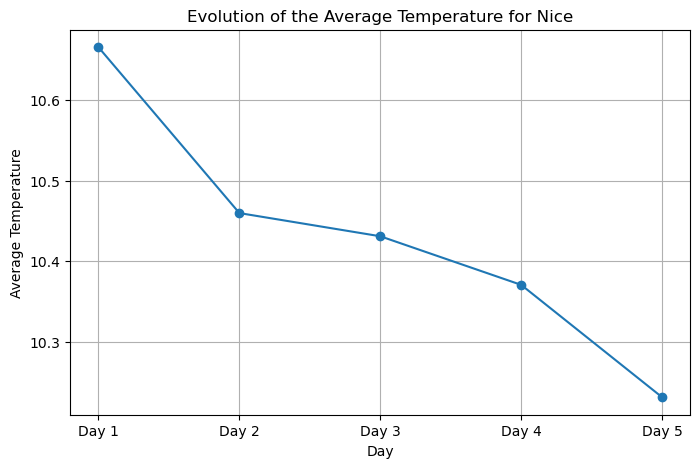 Evolution of the Average Temperature for Nice
Average Temperature
10.6
10.5
10.4
10.3
Day 1 Day 2 Day 3 Day 4 Day 5
Day